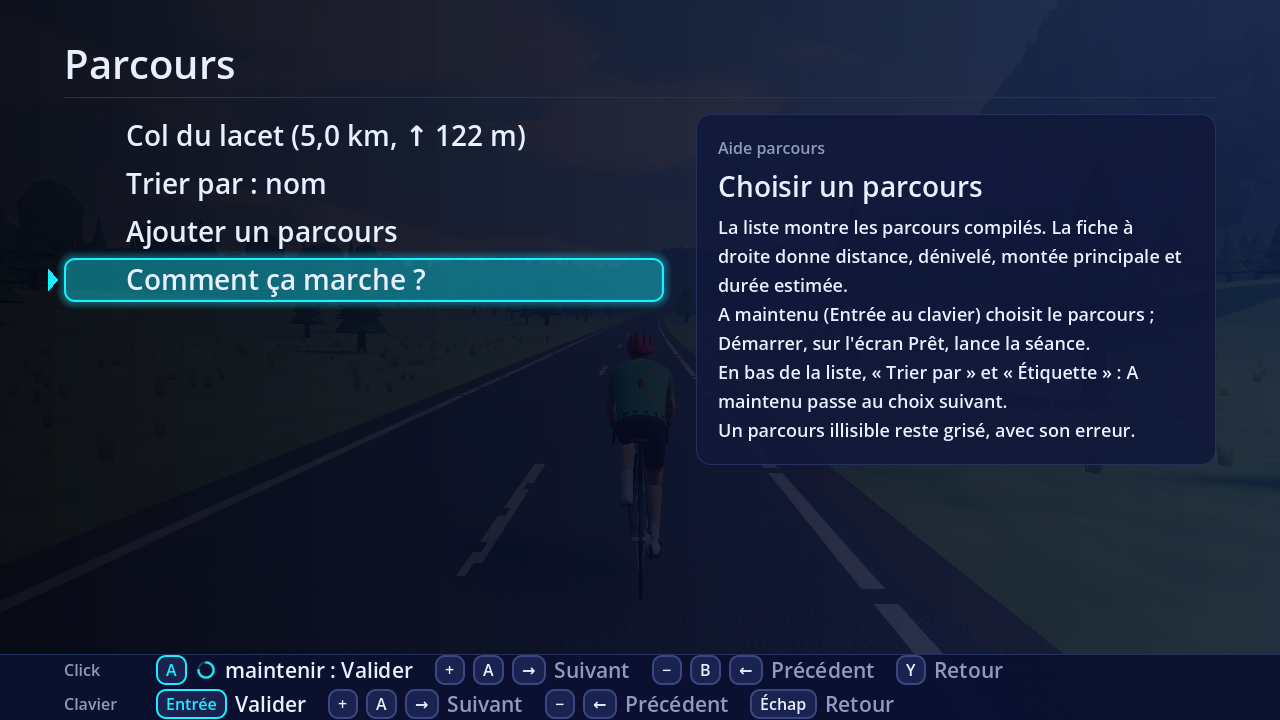 Parcours
Col du lacet (5,0 km, ↑ 122 m)
Trier par : nom
Ajouter un parcours
Comment ça marche ?
Aide parcours
Choisir un parcours
La liste montre les parcours compilés. La fiche à
droite donne distance, dénivelé, montée principale et
durée estimée.
A maintenu (Entrée au clavier) choisit le parcours ;
Démarrer, sur l'écran Prêt, lance la séance.
En bas de la liste, « Trier par » et « Étiquette » : A
maintenu passe au choix suivant.
Un parcours illisible reste grisé, avec son erreur.
Click A maintenir : Valider + A → Suivant − B ← Précédent Y Retour
Clavier Entrée Valider + A → Suivant − ← Précédent Échap Retour